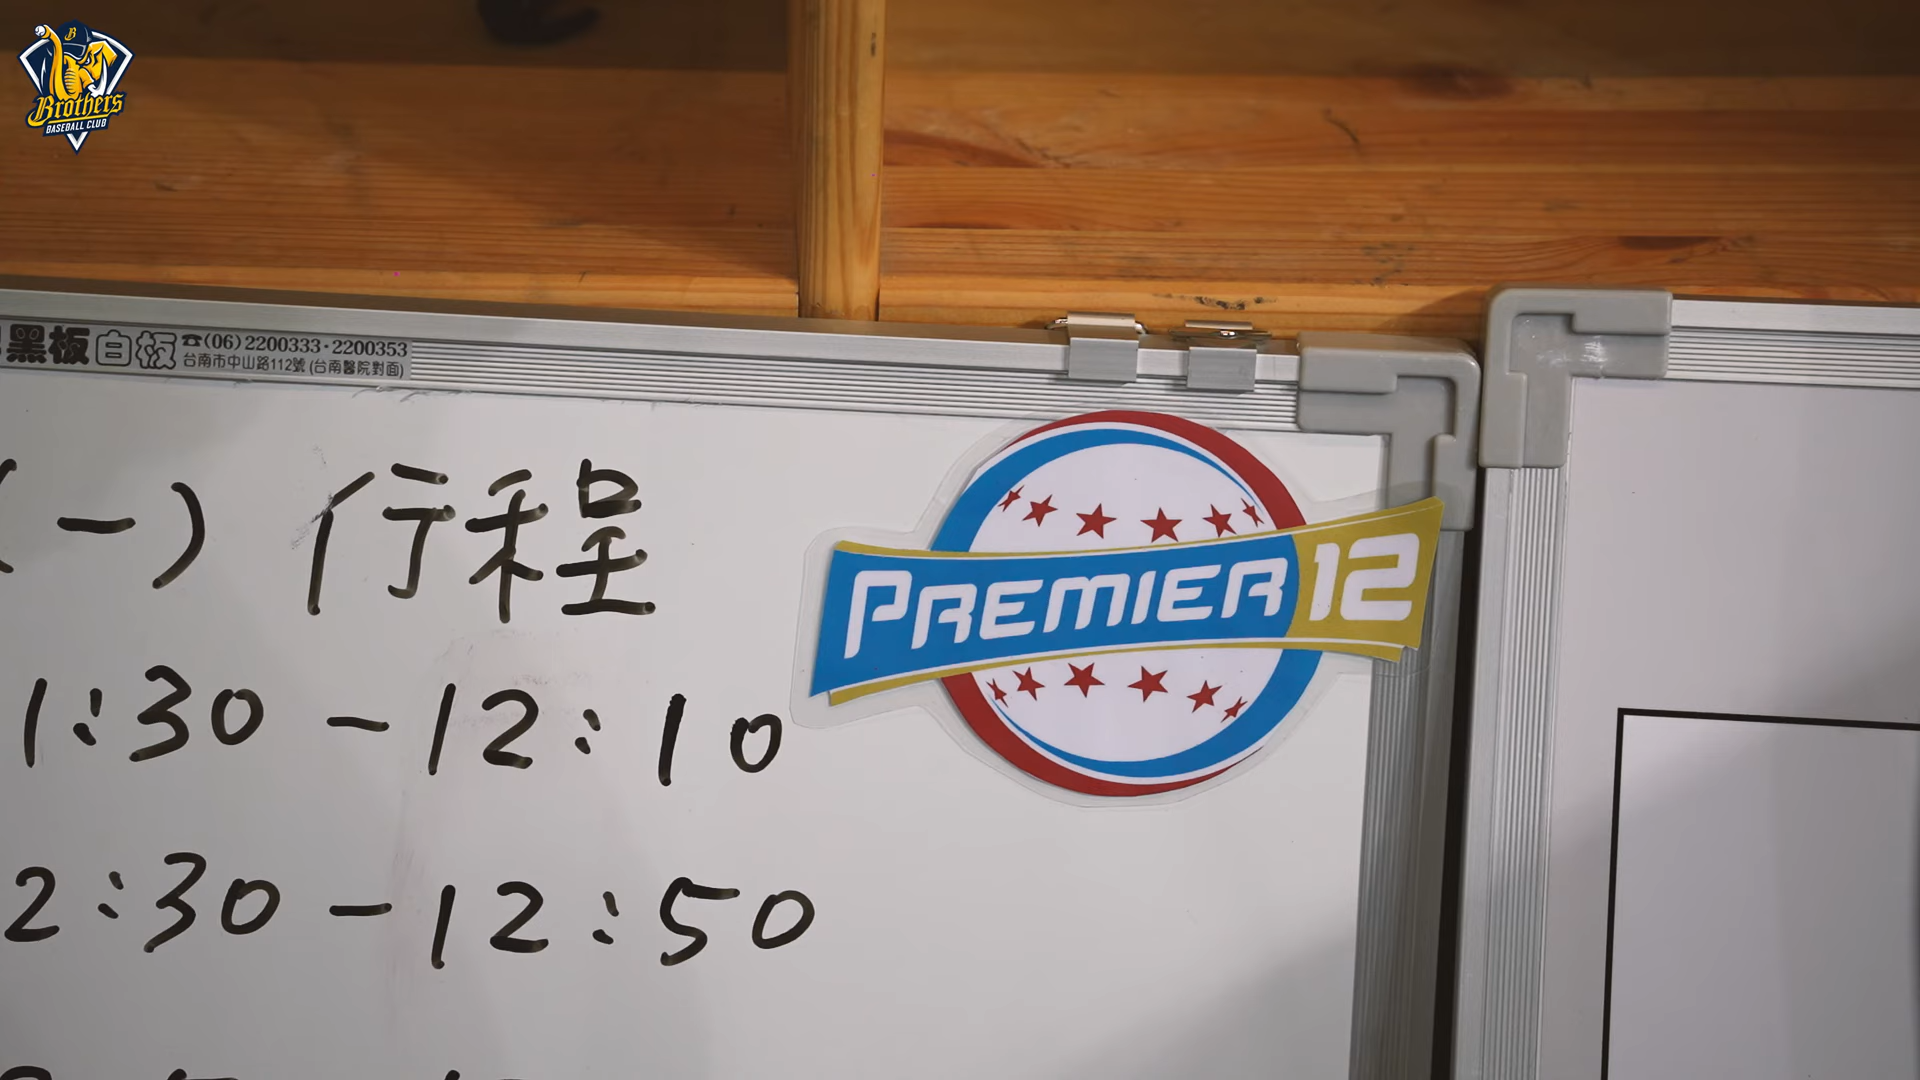 Brothers
BASEBALL CLUB
黑板 白板 ☎(06)2200333·2200353
台南市中山路112號(台南醫院對面)
(一) 行程
PREMIER 12
1:30 - 12:10
2:30 - 12:50